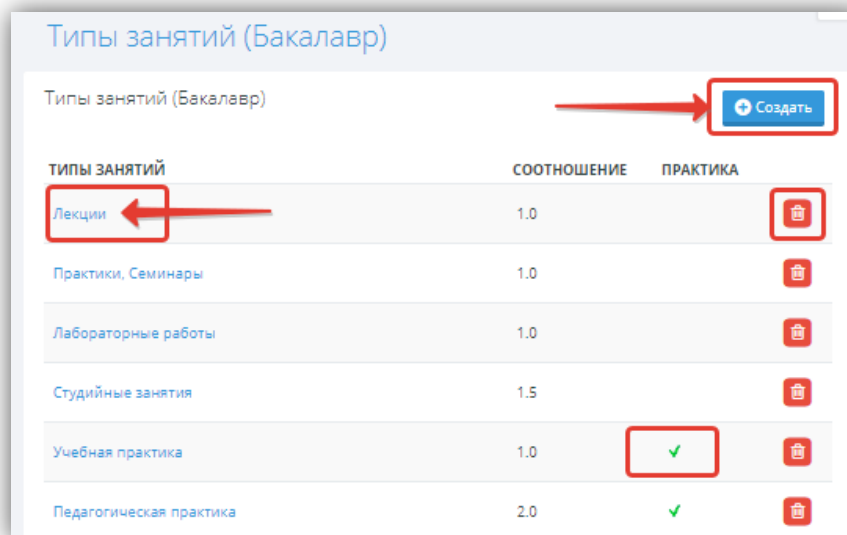 Типы занятий (Бакалавр)
Типы занятий (Бакалавр)
Создать
ТИПЫ ЗАНЯТИЙ СООТНОШЕНИЕ ПРАКТИКА
Лекции 1.0
Практики, Семинары 1.0
Лабораторные работы 1.0
Студийные занятия 1.5
Учебная практика 1.0
Педагогическая практика 2.0